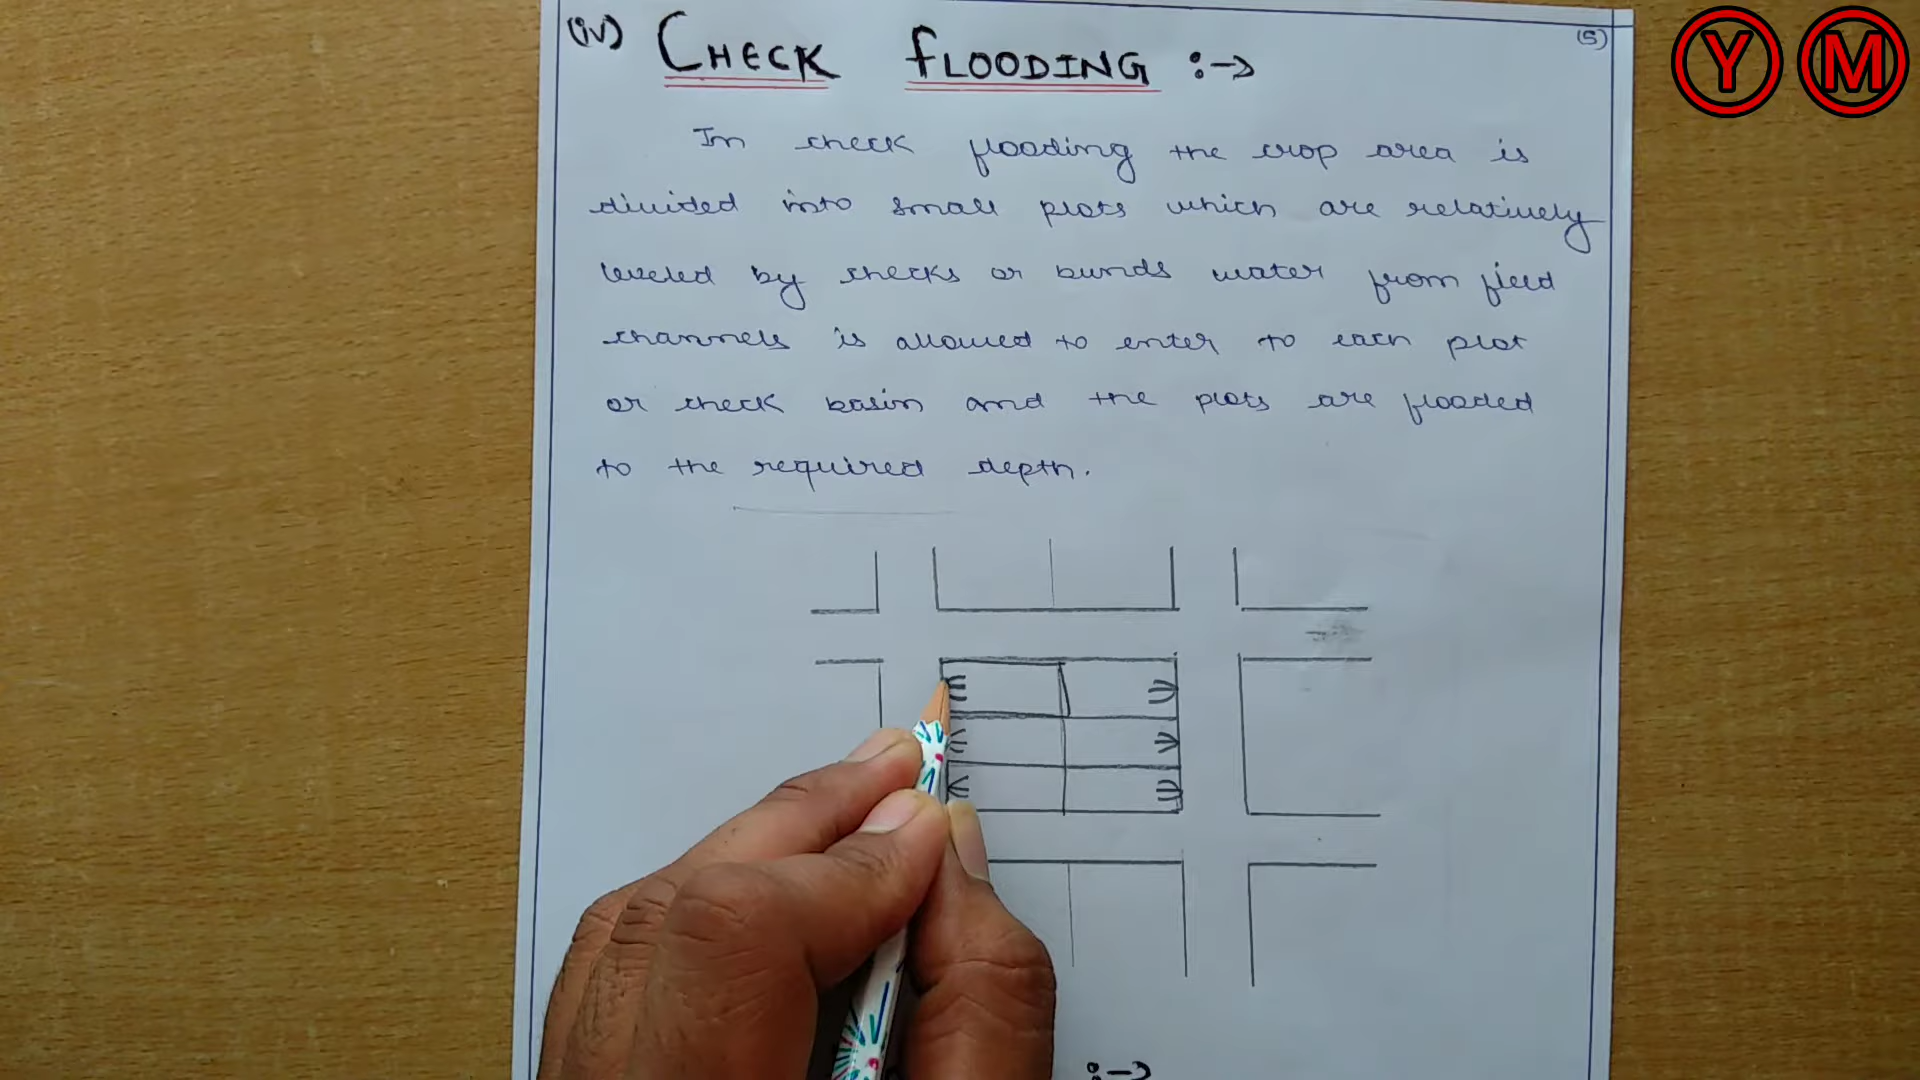 (iv) CHECK FLOODING :→
(5)
Y M
In check flooding the crop area is
divided into small plots which are relatively
leveled by checks or bunds water from field
channels is allowed to enter to each plot
or check basin and the plots are flooded
to the required depth.
:→